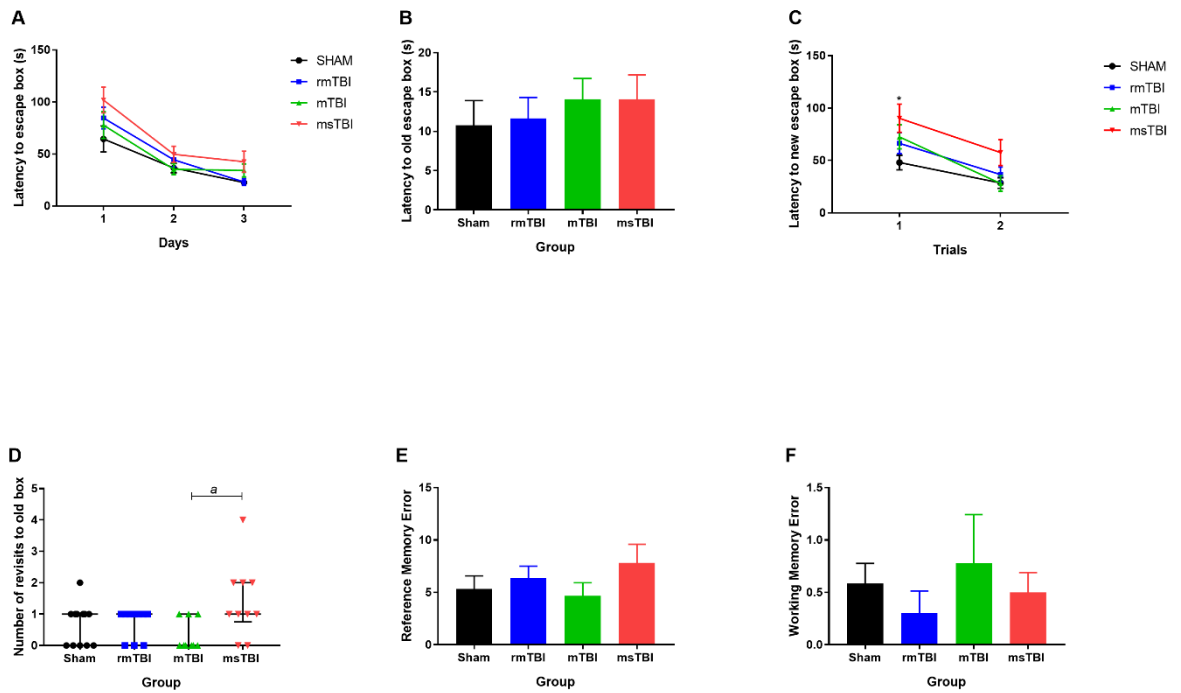 A
Latency to escape box (s)
150
100
50
0
1 2 3
Days
SHAM
rmTBI
mTBI
msTBI
B
Latency to old escape box (s)
20
15
10
5
0
Sham rmTBI mTBI msTBI
Group
C
Latency to new escape box (s)
150
100
50
0
*
1 2
Trials
SHAM
rmTBI
mTBI
msTBI
D
Number of revisits to old box
5
4
3
2
1
0
a
Sham rmTBI mTBI msTBI
Group
E
Reference Memory Error
15
10
5
0
Sham rmTBI mTBI msTBI
Group
F
Working Memory Error
1.5
1.0
0.5
0.0
Sham rmTBI mTBI msTBI
Group